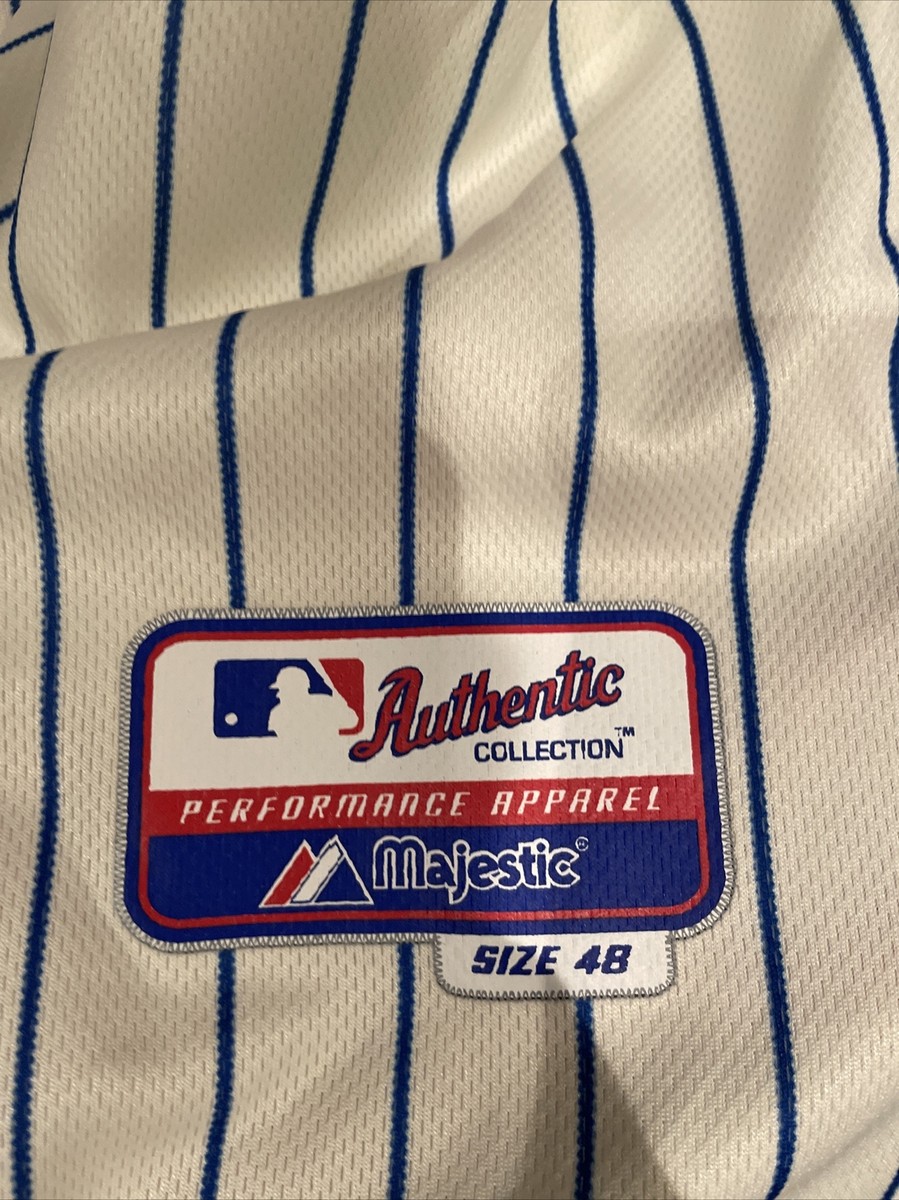 Authentic
COLLECTION™
PERFORMANCE APPAREL
Majestic®
SIZE 48